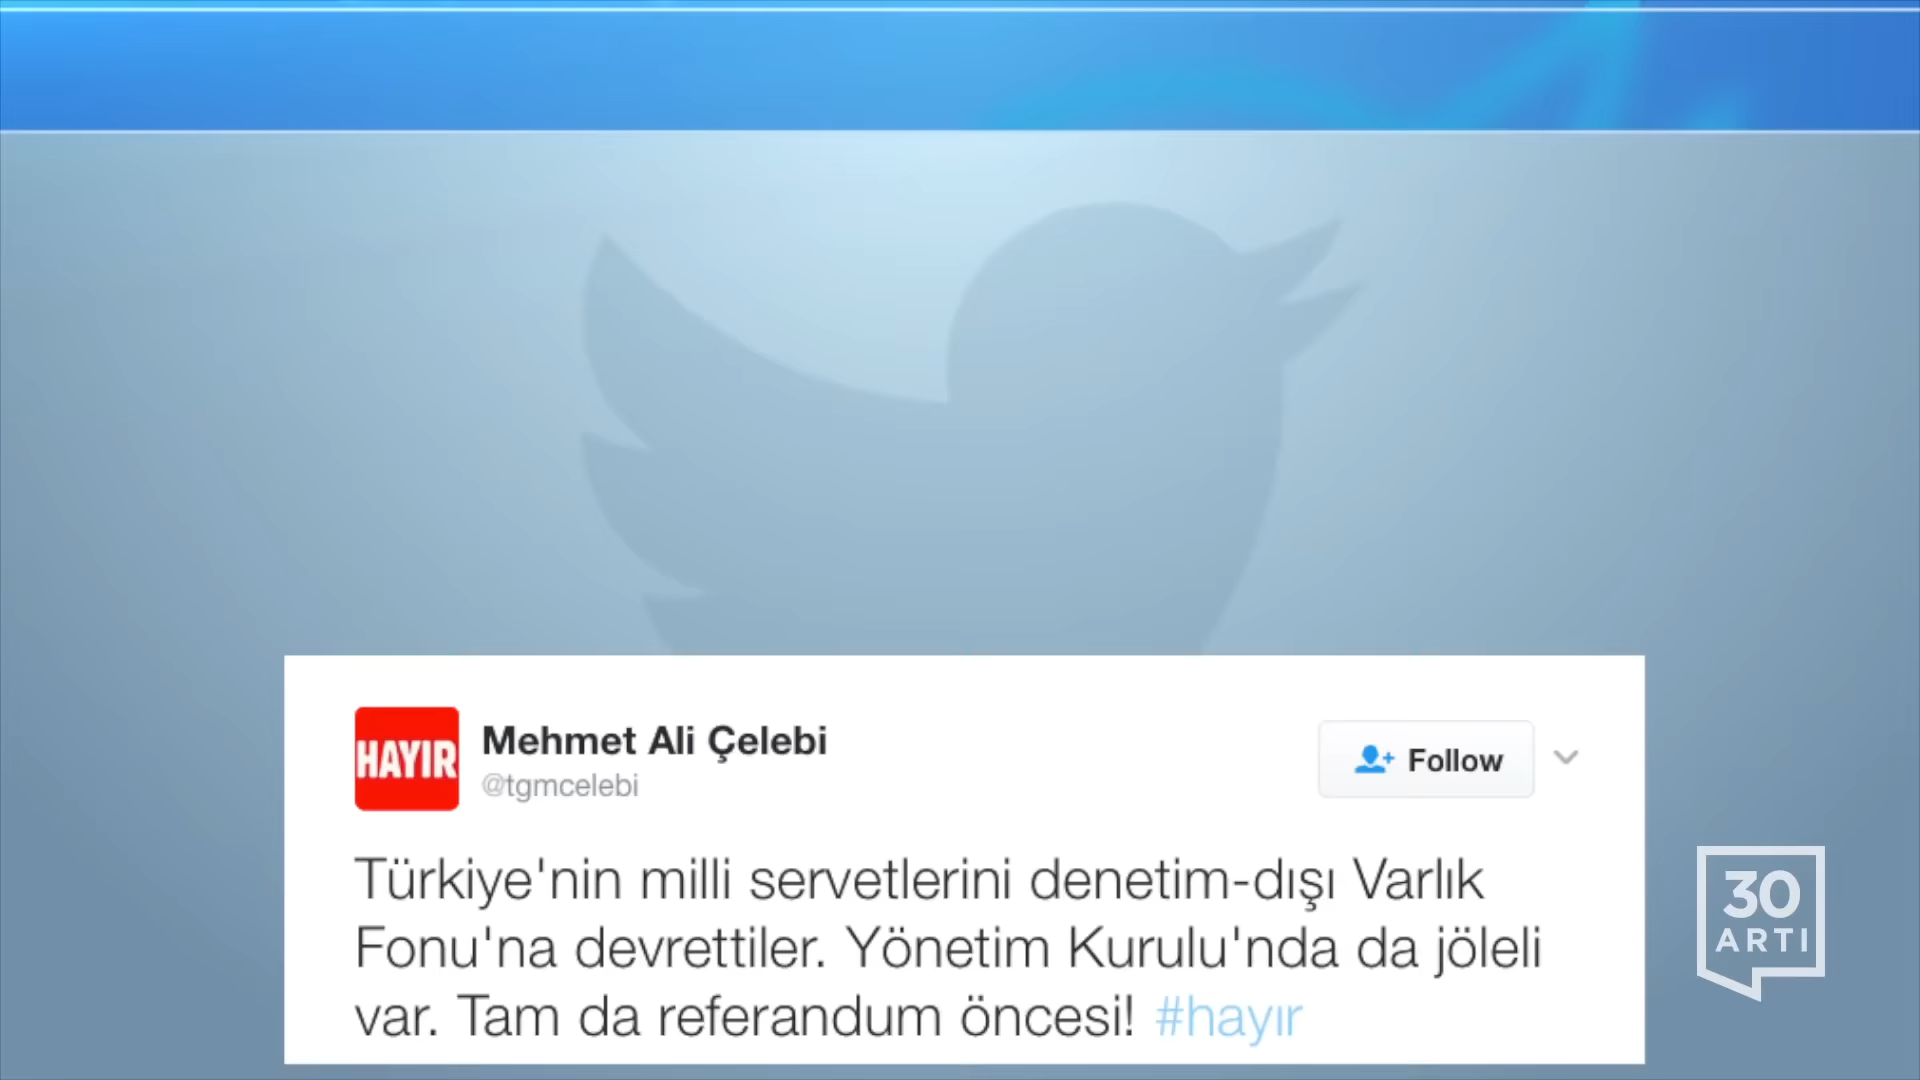 HAYIR
Mehmet Ali Çelebi
@tgmcelebi
Follow
Türkiye'nin milli servetlerini denetim-dışı Varlık
Fonu'na devrettiler. Yönetim Kurulu'nda da jöleli
var. Tam da referandum öncesi! #hayır
30
ARTI